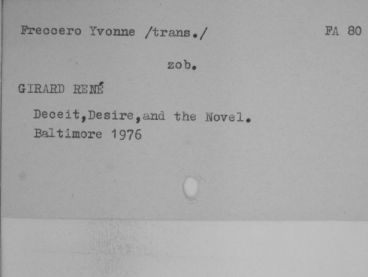 Freccero Yvonne /trans./ FA 80
zob.
GIRARD RENÉ
Deceit,Desire,and the Novel.
Baltimore 1976